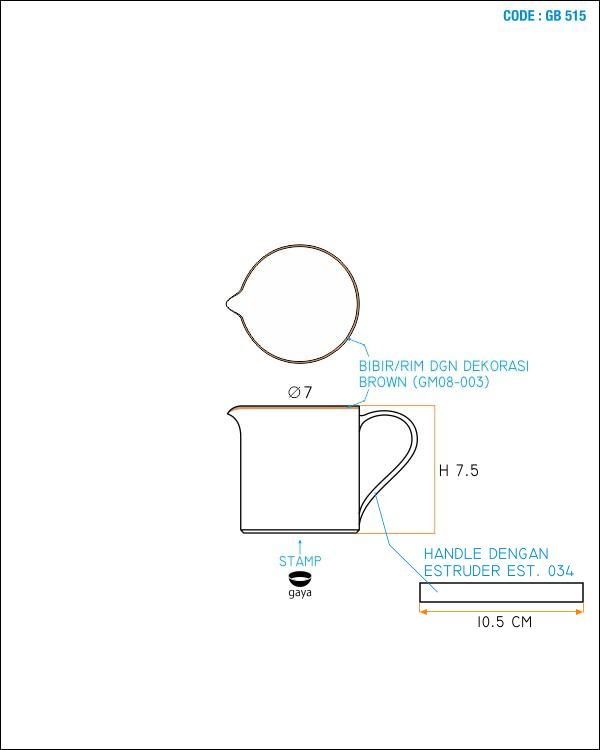 CODE : GB 515
BIBIR/RIM DGN DEKORASI
BROWN (GM08-003)
Ø7
H 7.5
HANDLE DENGAN
ESTRUDER EST. 034
STAMP
gaya
10.5 CM